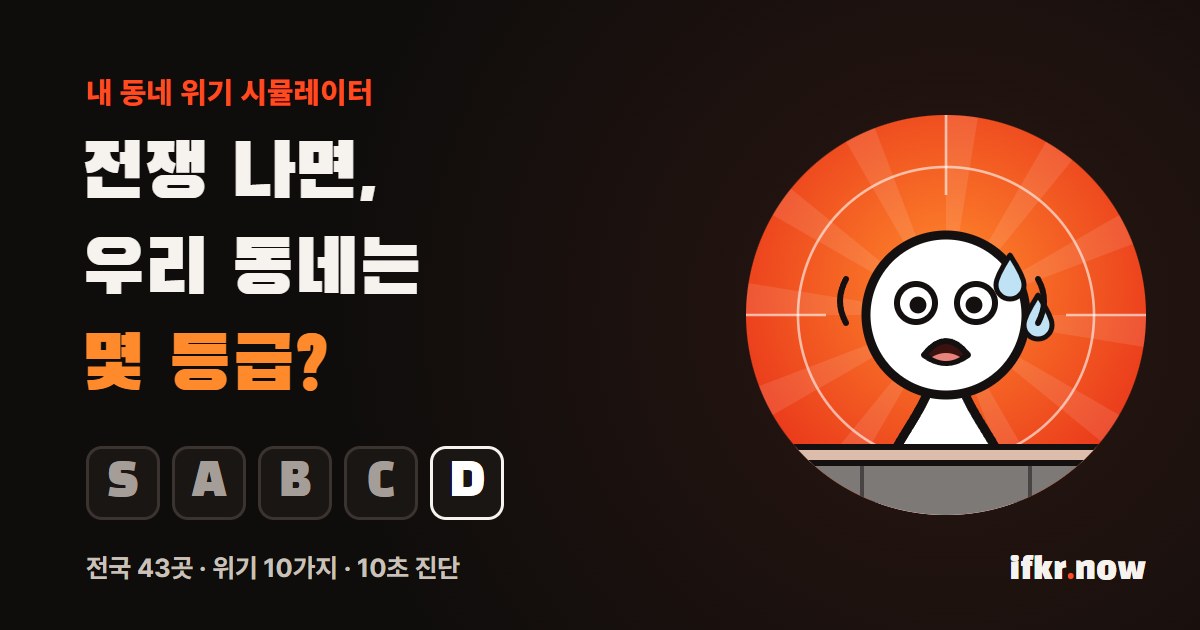 내 동네 위기 시뮬레이터
전쟁 나면,
우리 동네는
몇 등급?
S A B C D
전국 43곳 · 위기 10가지 · 10초 진단
ifkr.now